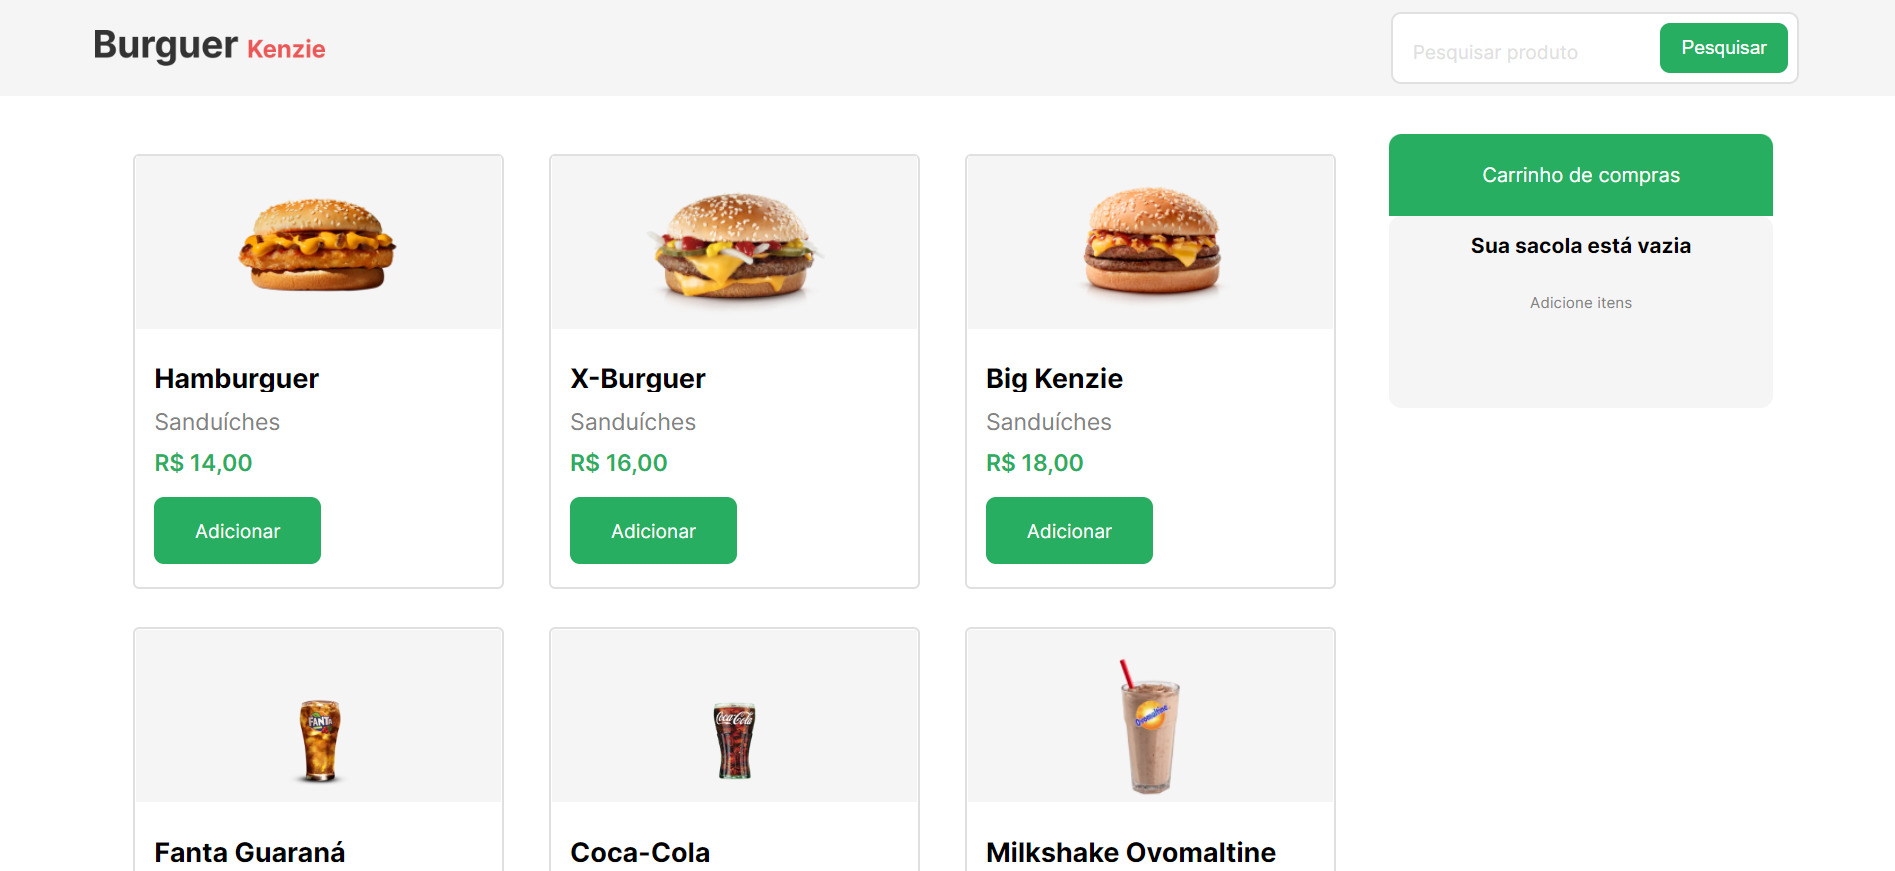 Burguer Kenzie
Pesquisar produto
Pesquisar
Carrinho de compras
Sua sacola está vazia
Adicione itens
Hamburguer
Sanduíches
R$ 14,00
Adicionar
X-Burguer
Sanduíches
R$ 16,00
Adicionar
Big Kenzie
Sanduíches
R$ 18,00
Adicionar
FANTA
Fanta Guaraná
Coca-Cola
Coca-Cola
Ovomaltine
Milkshake Ovomaltine